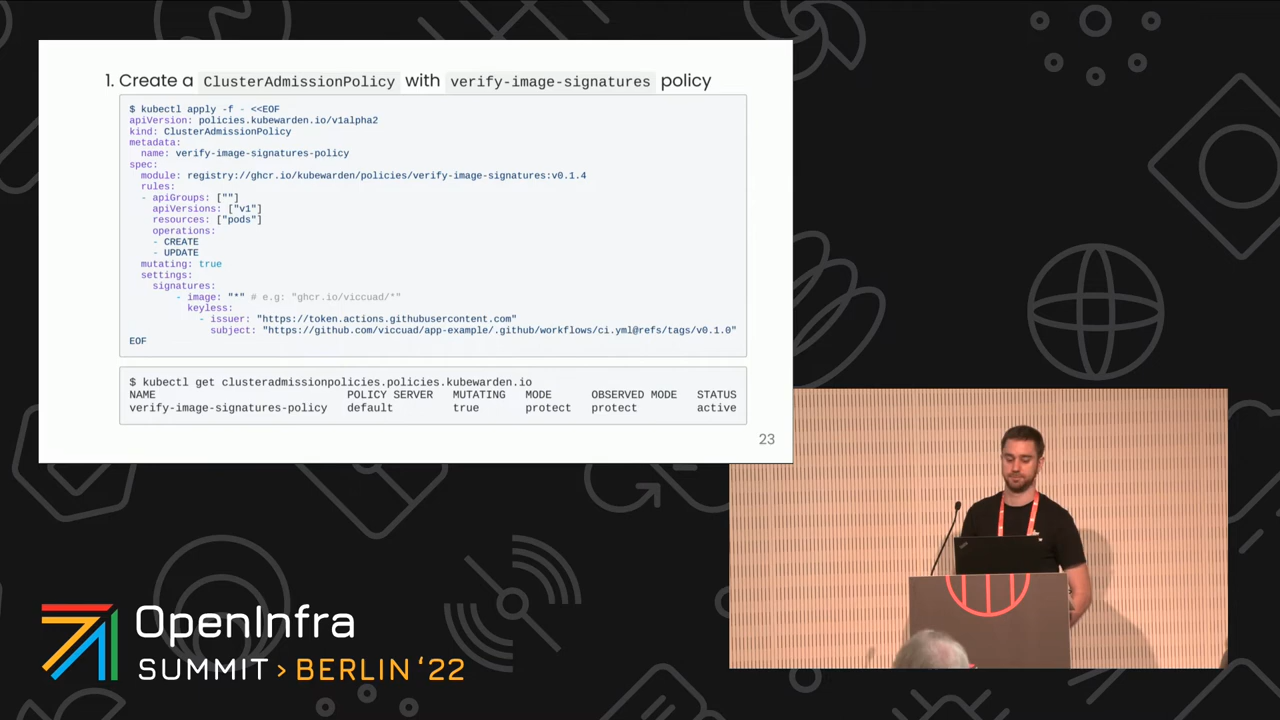 1. Create a ClusterAdmissionPolicy with verify-image-signatures policy
$ kubectl apply -f - <<EOF
apiVersion: policies.kubewarden.io/v1alpha2
kind: ClusterAdmissionPolicy
metadata:
  name: verify-image-signatures-policy
spec:
  module: registry://ghcr.io/kubewarden/policies/verify-image-signatures:v0.1.4
  rules:
  - apiGroups: [""]
    apiVersions: ["v1"]
    resources: ["pods"]
    operations:
    - CREATE
    - UPDATE
  mutating: true
  settings:
    signatures:
        - image: "*" # e.g: "ghcr.io/viccuad/*"
          keyless:
            - issuer: "https://token.actions.githubusercontent.com"
              subject: "https://github.com/viccuad/app-example/.github/workflows/ci.yml@refs/tags/v0.1.0"
EOF
$ kubectl get clusteradmissionpolicies.policies.kubewarden.io
NAME POLICY SERVER MUTATING MODE OBSERVED MODE STATUS
verify-image-signatures-policy default true protect protect active
23
OpenInfra
SUMMIT > BERLIN '22